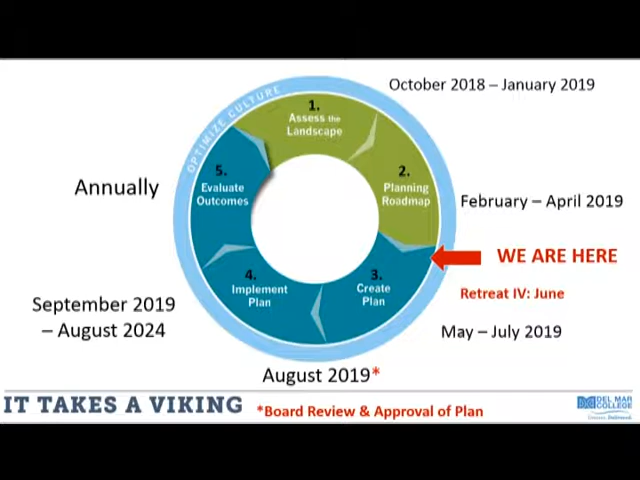 October 2018 – January 2019
OPTIMIZE CULTURE
1.
Assess the
Landscape
2.
Planning
Roadmap
February – April 2019
WE ARE HERE
Retreat IV: June
3.
Create
Plan
May – July 2019
August 2019*
4.
Implement
Plan
September 2019
– August 2024
5.
Evaluate
Outcomes
Annually
IT TAKES A VIKING
*Board Review & Approval of Plan
DEL MAR
COLLEGE